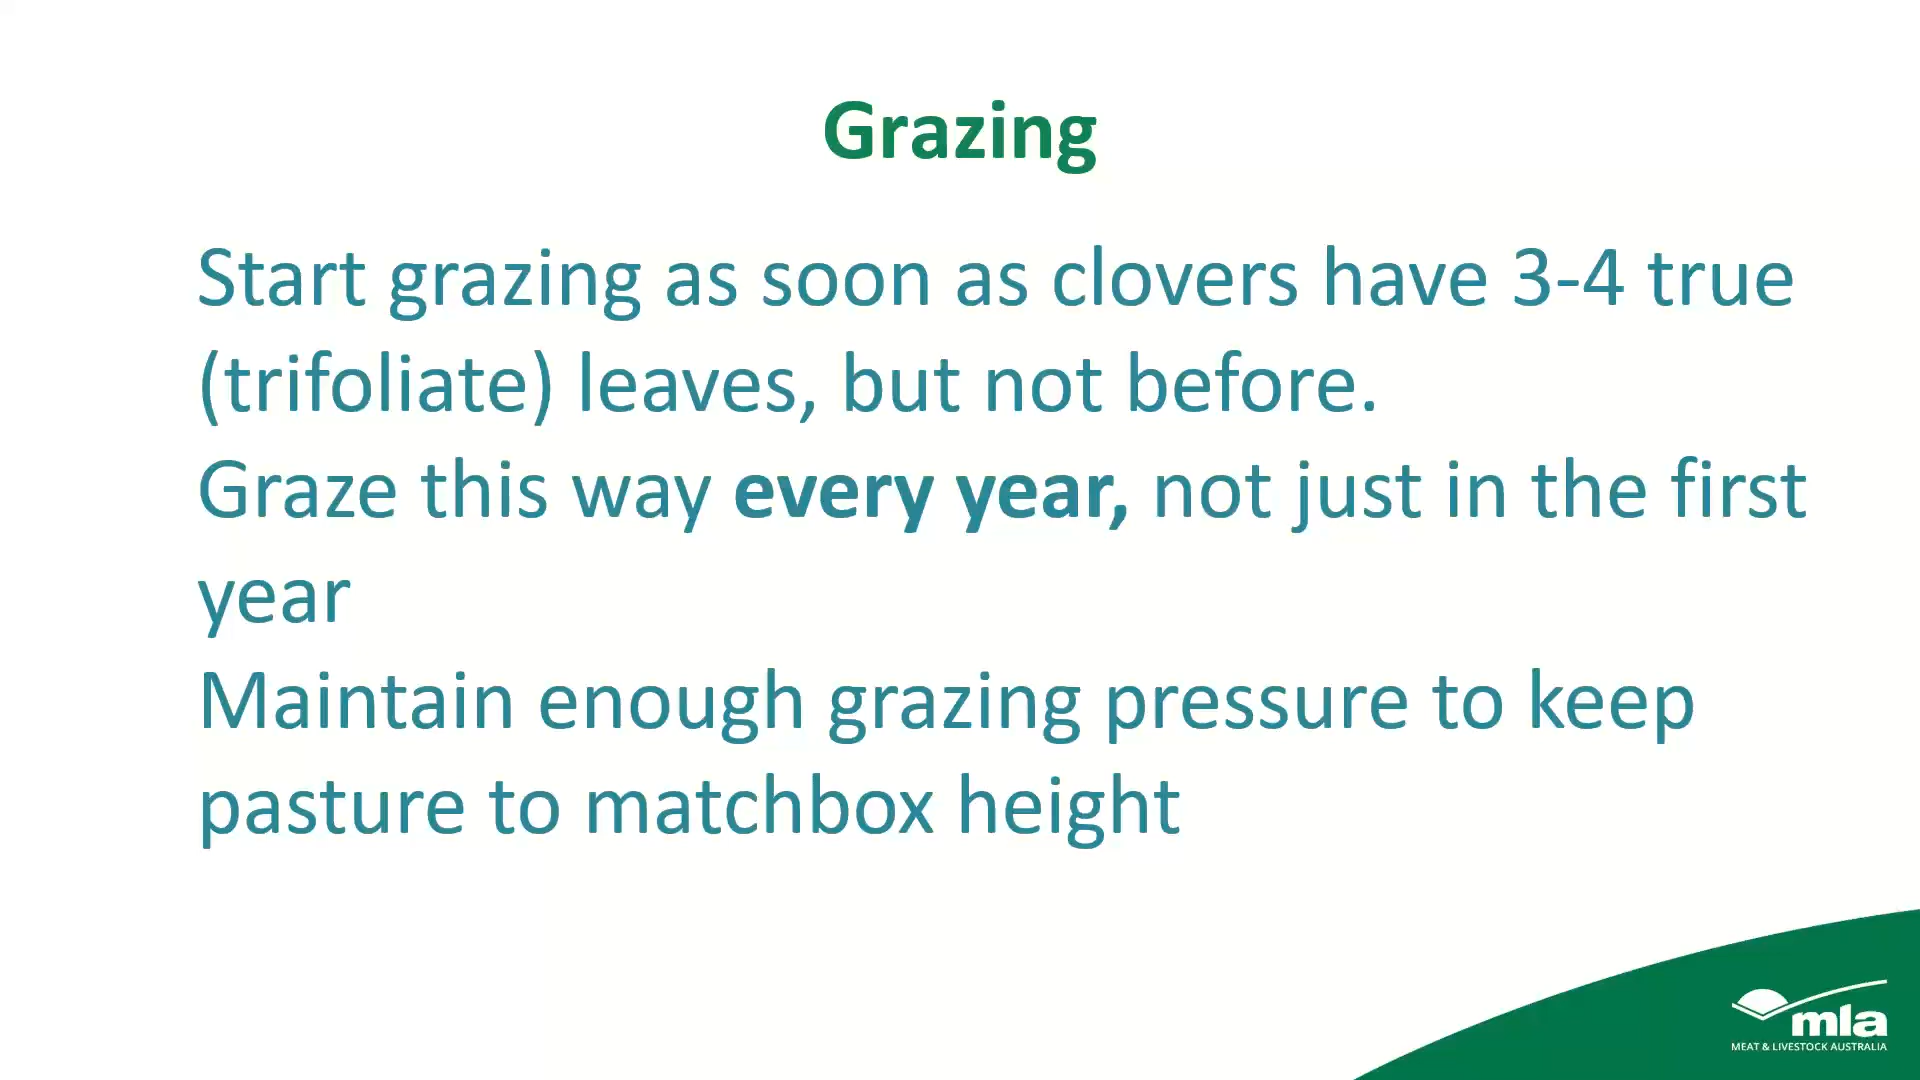 Grazing
Start grazing as soon as clovers have 3-4 true
(trifoliate) leaves, but not before.
Graze this way every year, not just in the first
year
Maintain enough grazing pressure to keep
pasture to matchbox height
mla
MEAT & LIVESTOCK AUSTRALIA